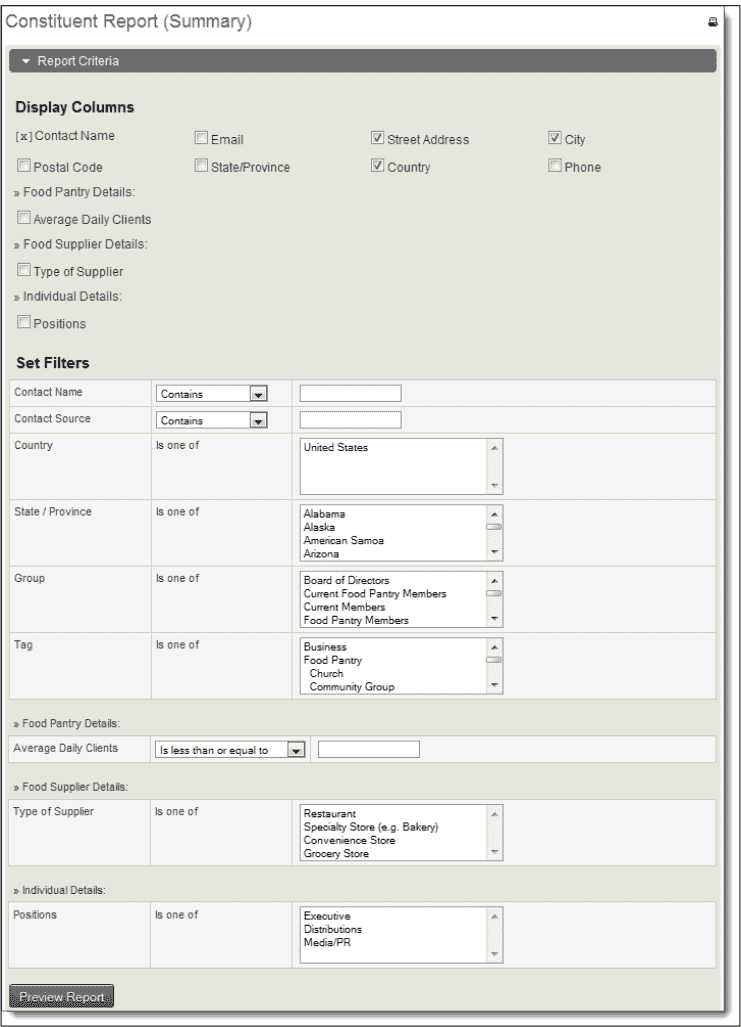 Constituent Report (Summary)
Report Criteria
Display Columns
[x] Contact Name Email Street Address City
Postal Code State/Province Country Phone
» Food Pantry Details:
Average Daily Clients
» Food Supplier Details:
Type of Supplier
» Individual Details:
Positions
Set Filters
Contact Name Contains
Contact Source Contains
Country Is one of United States
State / Province Is one of Alabama
Alaska
American Samoa
Arizona
Group Is one of Board of Directors
Current Food Pantry Members
Current Members
Food Pantry Members
Tag Is one of Business
Food Pantry
Church
Community Group
» Food Pantry Details:
Average Daily Clients Is less than or equal to
» Food Supplier Details:
Type of Supplier Is one of Restaurant
Specialty Store (e.g. Bakery)
Convenience Store
Grocery Store
» Individual Details:
Positions Is one of Executive
Distributions
Media/PR
Preview Report